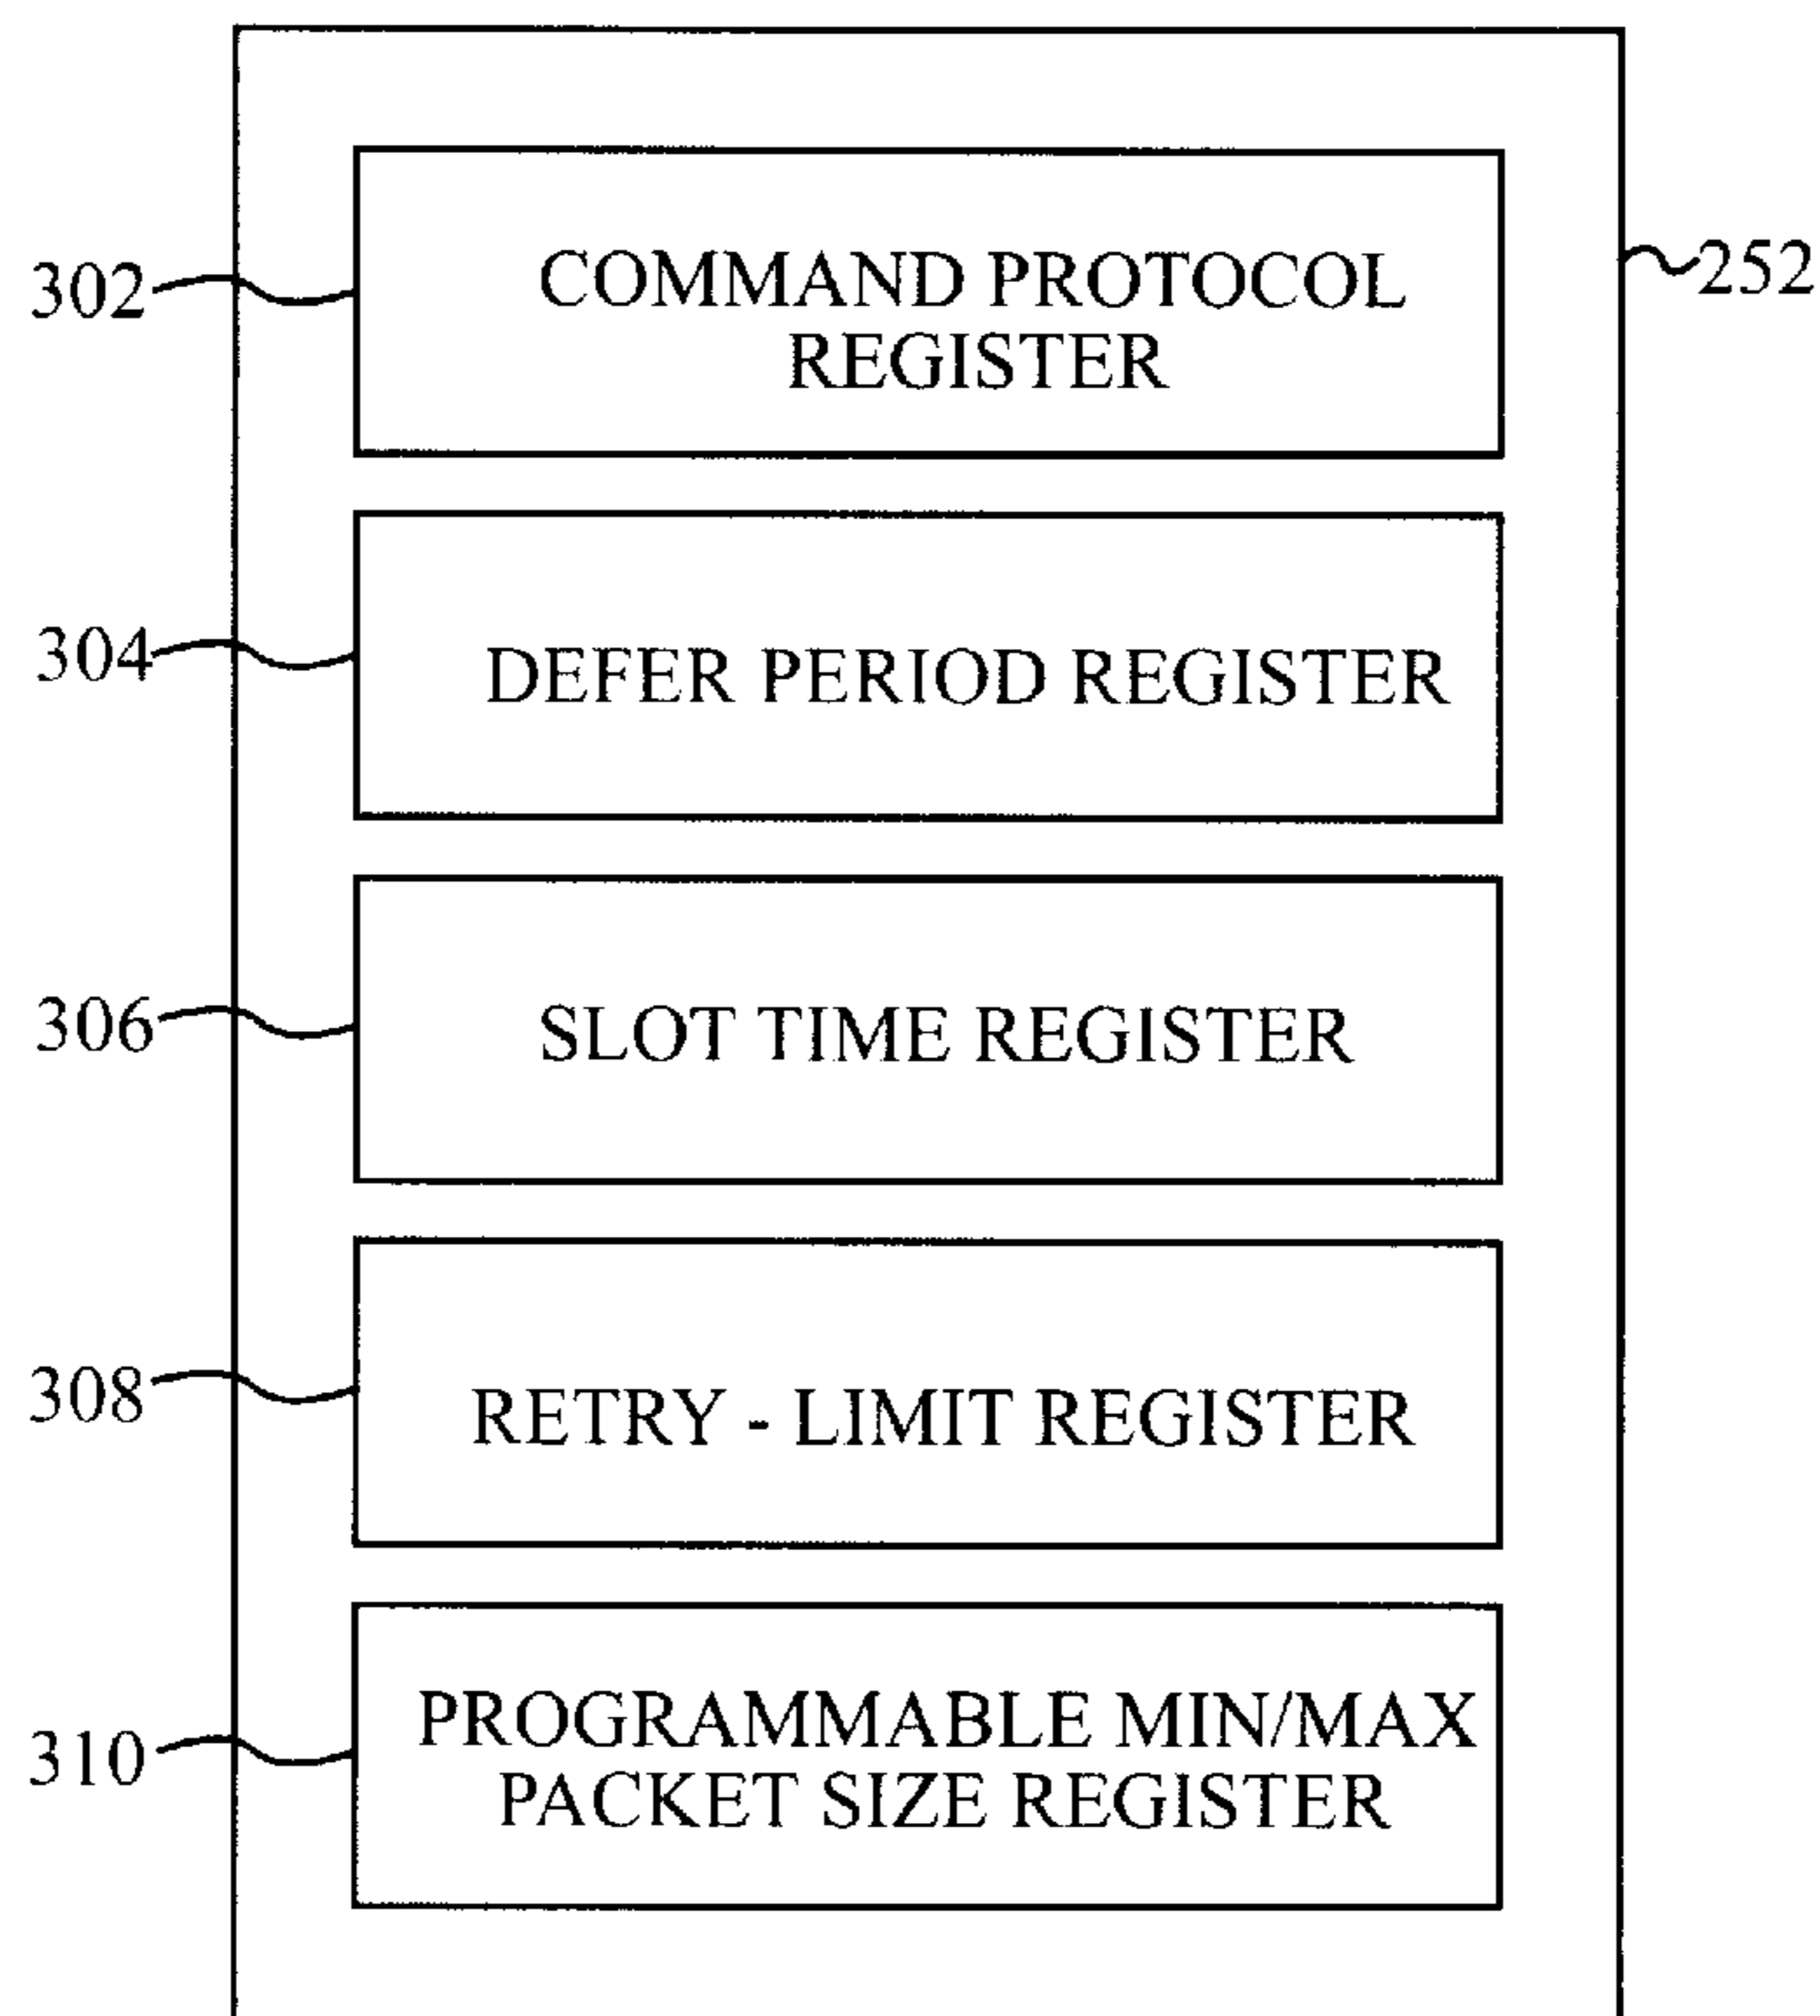 302
COMMAND PROTOCOL
REGISTER
252
304
DEFER PERIOD REGISTER
306
SLOT TIME REGISTER
308
RETRY - LIMIT REGISTER
310
PROGRAMMABLE MIN/MAX
PACKET SIZE REGISTER